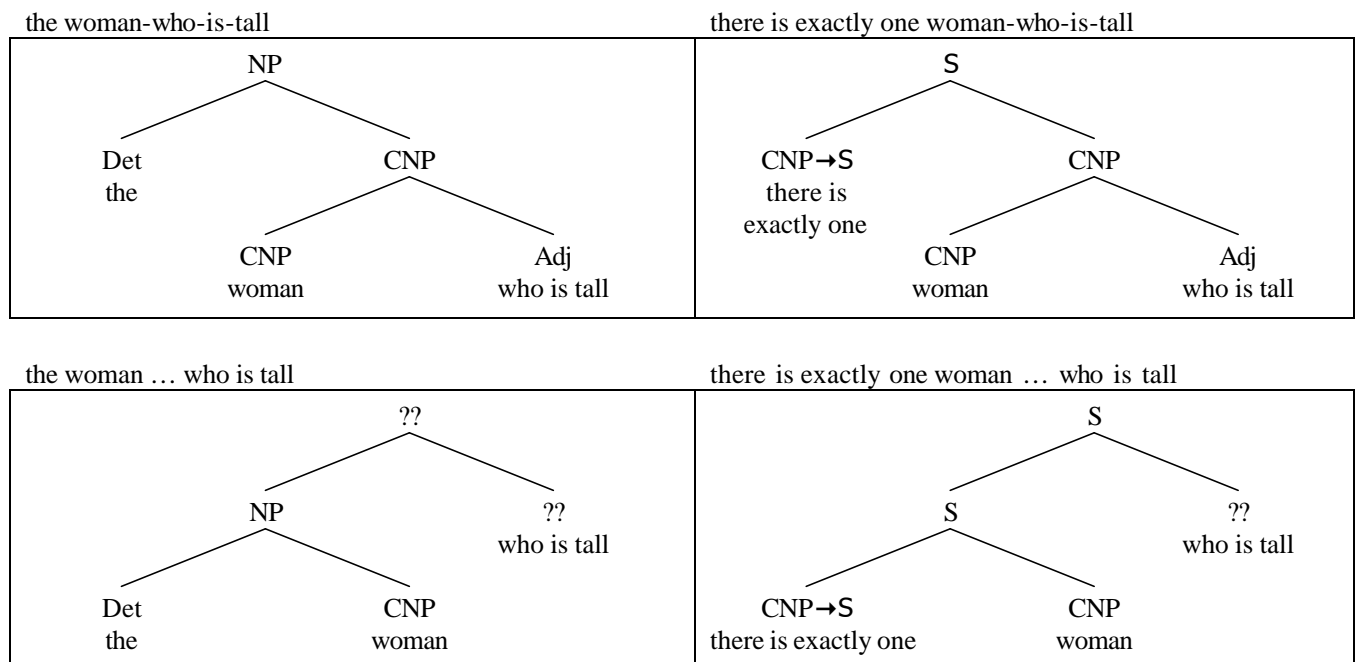 the woman-who-is-tall
there is exactly one woman-who-is-tall
NP
Det
the
CNP
CNP
woman
Adj
who is tall
S
CNP→S
there is
exactly one
CNP
CNP
woman
Adj
who is tall
the woman … who is tall
there is exactly one woman … who is tall
??
NP
??
who is tall
Det
the
CNP
woman
S
S
??
who is tall
CNP→S
there is exactly one
CNP
woman